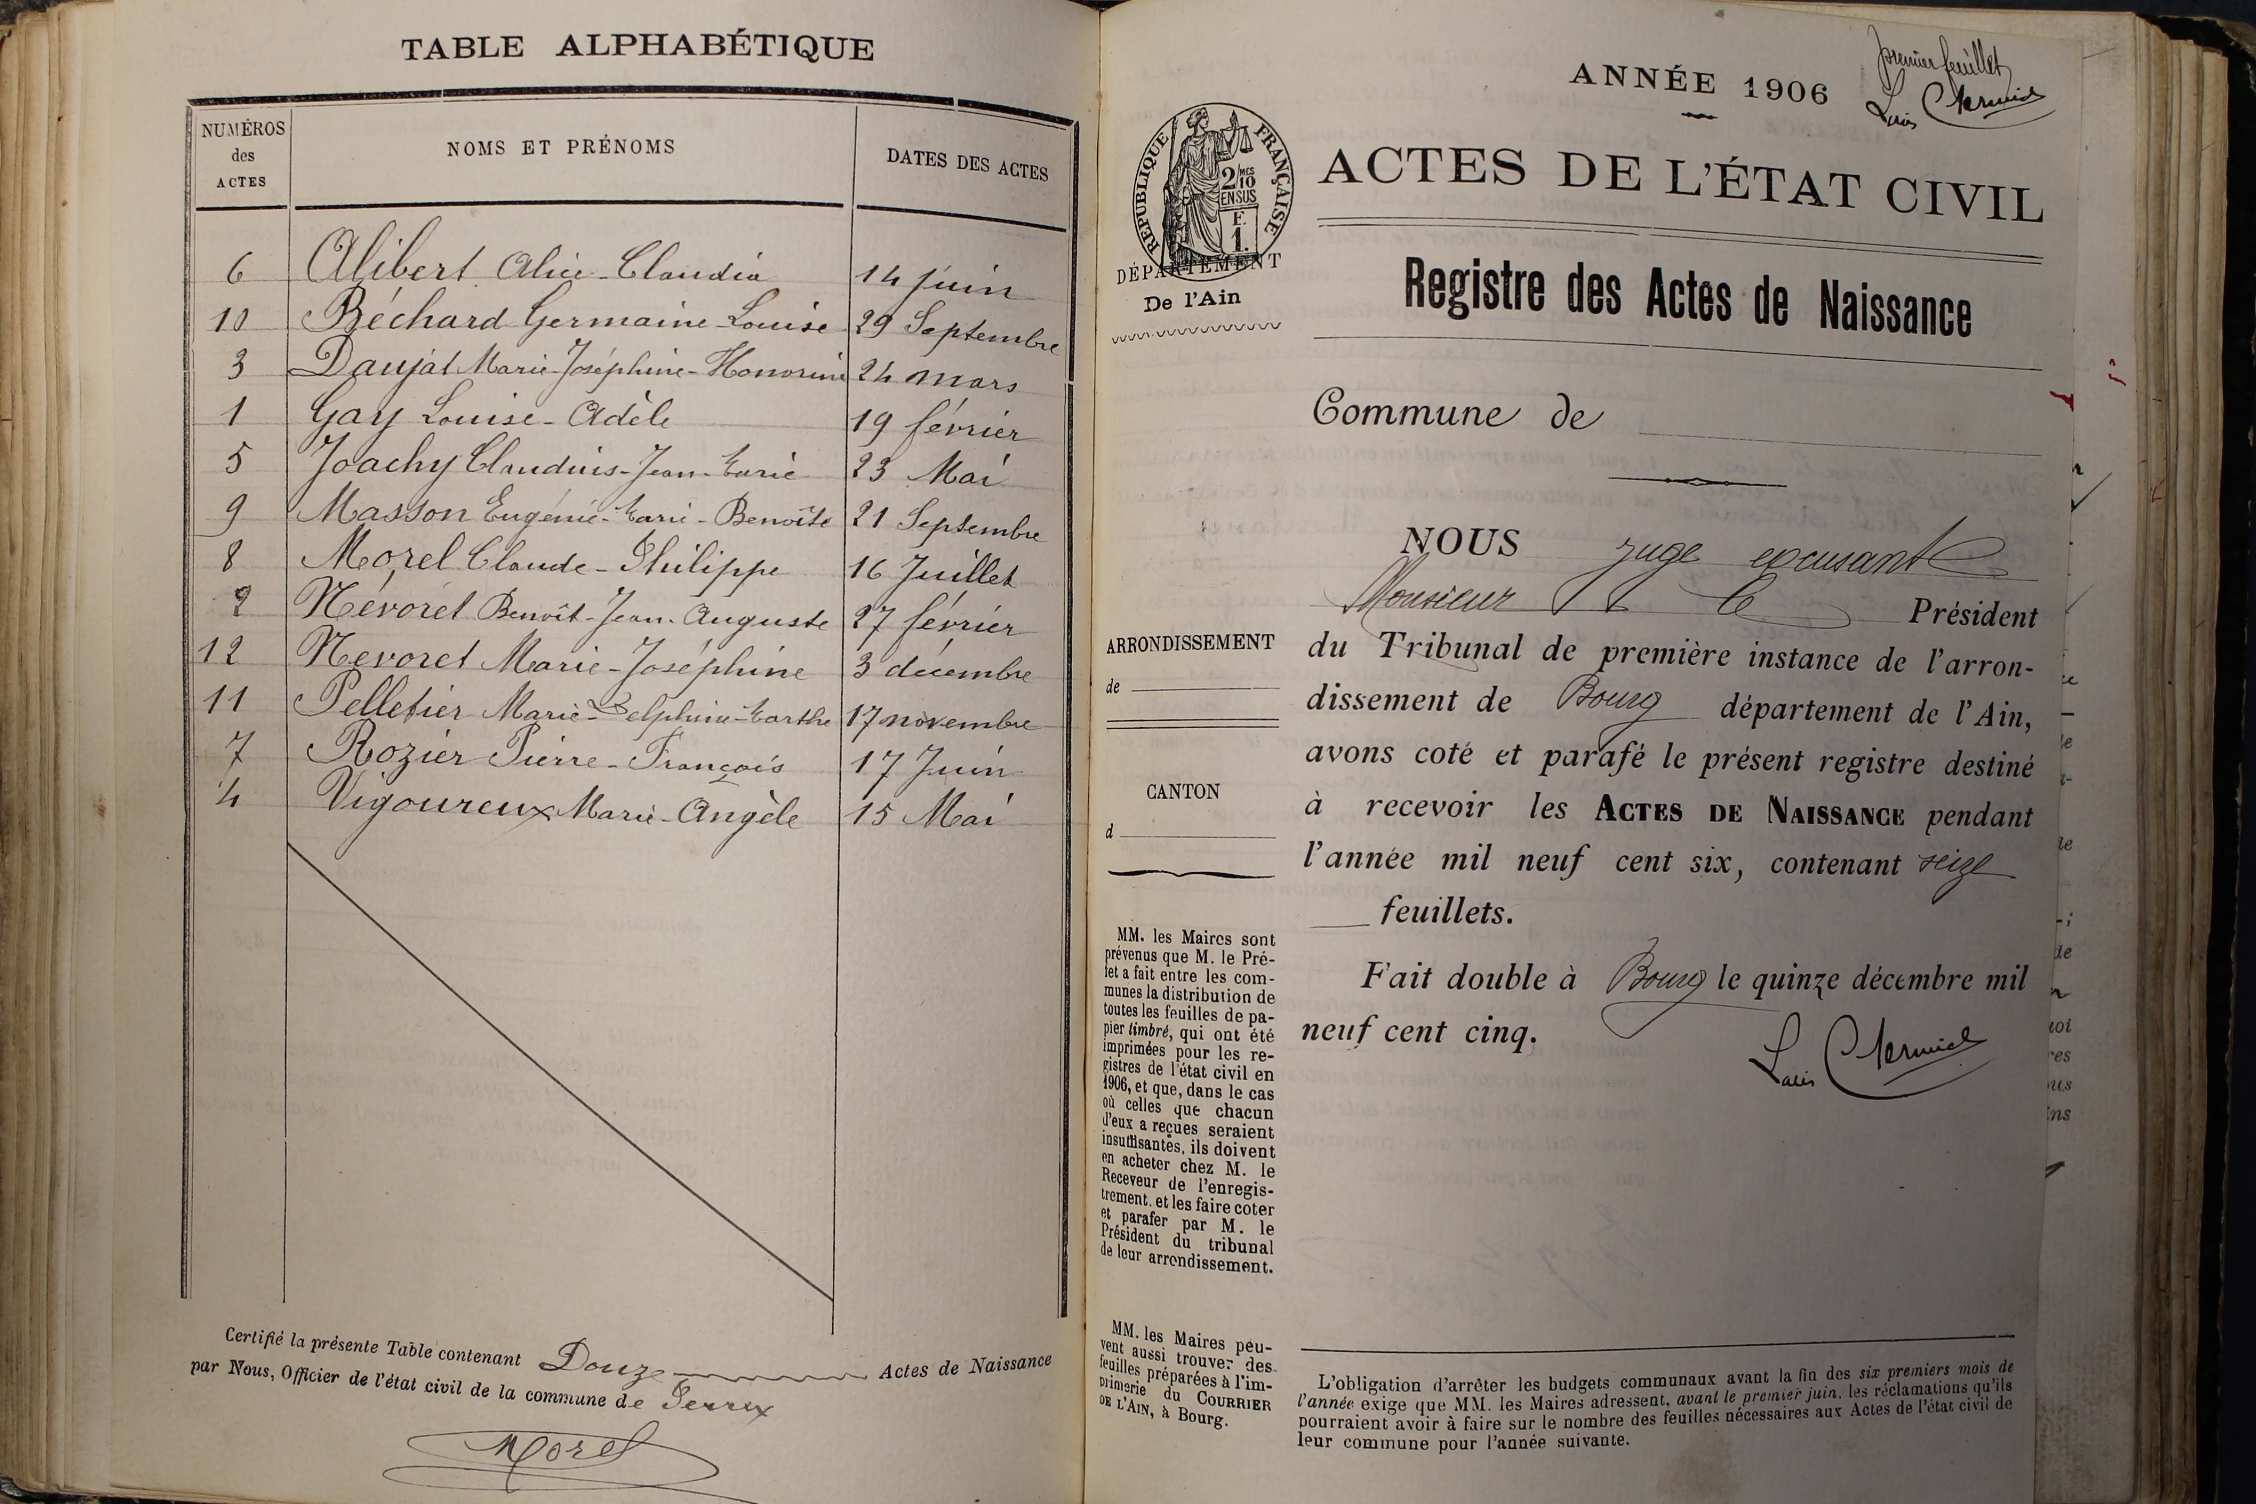 TABLE ALPHABÉTIQUE
NUMÉROS des ACTES
NOMS ET PRÉNOMS
DATES DES ACTES
6 Alibert Alice-Claudia 14 juin
10 Béchard Germaine-Louise 29 Septembre
3 Daujat Marie-Joséphine-Honorine 24 mars
1 Gay Louise-Adèle 19 février
5 Joachy Claudius-Jean-Marie 23 Mai
9 Masson Eugénie-Marie-Benoîte 21 Septembre
8 Morel Claude-Philippe 16 Juillet
2 Névoret Benoît-Jean-Auguste 27 février
12 Nevoret Marie-Joséphine 3 décembre
11 Pelletier Marie-Delphine-Marthe 17 novembre
7 Rozier Pierre-François 17 Juin
4 Vigoureux Marie-Angèle 15 Mai
Certifié la présente Table contenant Douze Actes de Naissance
par Nous, Officier de l'état civil de la commune de
Morel
premier feuillet
Louis
ANNÉE 1906
RÉPUBLIQUE FRANÇAISE
2/10 MES
EN SUS
F.
1.
ACTES DE L'ÉTAT CIVIL
DÉPARTEMENT
De l'Ain
Registre des Actes de Naissance
Commune de
NOUS juge excusant
Monsieur le Président
ARRONDISSEMENT
de
du Tribunal de première instance de l'arron-
dissement de Bourg département de l'Ain,
avons coté et parafé le présent registre destiné
CANTON
d
à recevoir les ACTES DE NAISSANCE pendant
l'année mil neuf cent six, contenant seize
feuillets.
Fait double à Bourg le quinze décembre mil
neuf cent cinq.
Louis
MM. les Maires sont
prévenus que M. le Pré-
fet a fait entre les com-
munes la distribution de
toutes les feuilles de pa-
pier timbré, qui ont été
imprimées pour les re-
gistres de l'état civil en
1906, et que, dans le cas
où celles que chacun
d'eux a reçues seraient
insuffisantes, ils doivent
en acheter chez M. le
Receveur de l'enregis-
trement, et les faire coter
et parafer par M. le
Président du tribunal
de leur arrondissement.
MM. les Maires peu-
vent aussi trouver des
feuilles préparées à l'im-
primerie du COURRIER
DE L'AIN, à Bourg.
L'obligation d'arrêter les budgets communaux avant la fin des six premiers mois de
l'année exige que MM. les Maires adressent, avant le premier juin, les réclamations qu'ils
pourraient avoir à faire sur le nombre des feuilles nécessaires aux Actes de l'état civil de
leur commune pour l'année suivante.